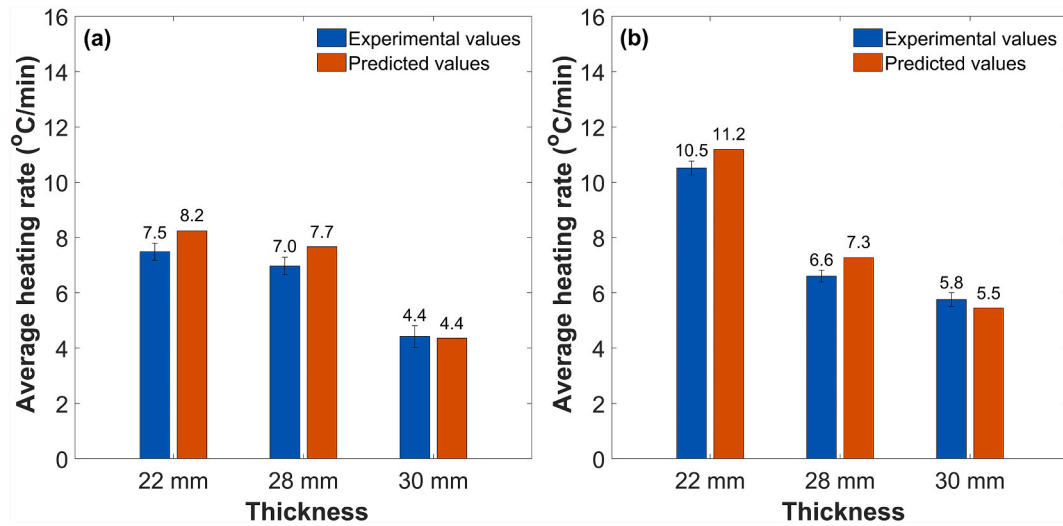 (a)
Experimental values
Predicted values
Average heating rate (°C/min)
16
14
12
10
8
6
4
2
0
7.5
8.2
7.0
7.7
4.4
4.4
22 mm
28 mm
30 mm
Thickness
(b)
Experimental values
Predicted values
Average heating rate (°C/min)
16
14
12
10
8
6
4
2
0
10.5
11.2
6.6
7.3
5.8
5.5
22 mm
28 mm
30 mm
Thickness